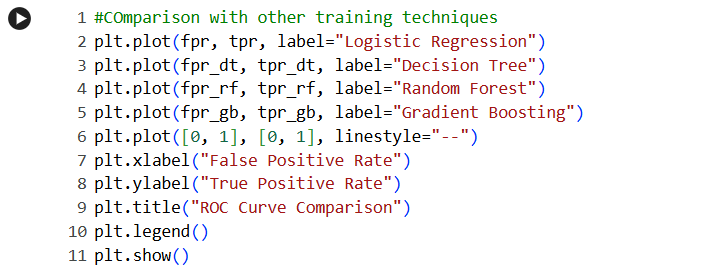 1 #COmparison with other training techniques
2 plt.plot(fpr, tpr, label="Logistic Regression")
3 plt.plot(fpr_dt, tpr_dt, label="Decision Tree")
4 plt.plot(fpr_rf, tpr_rf, label="Random Forest")
5 plt.plot(fpr_gb, tpr_gb, label="Gradient Boosting")
6 plt.plot([0, 1], [0, 1], linestyle="--")
7 plt.xlabel("False Positive Rate")
8 plt.ylabel("True Positive Rate")
9 plt.title("ROC Curve Comparison")
10 plt.legend()
11 plt.show()